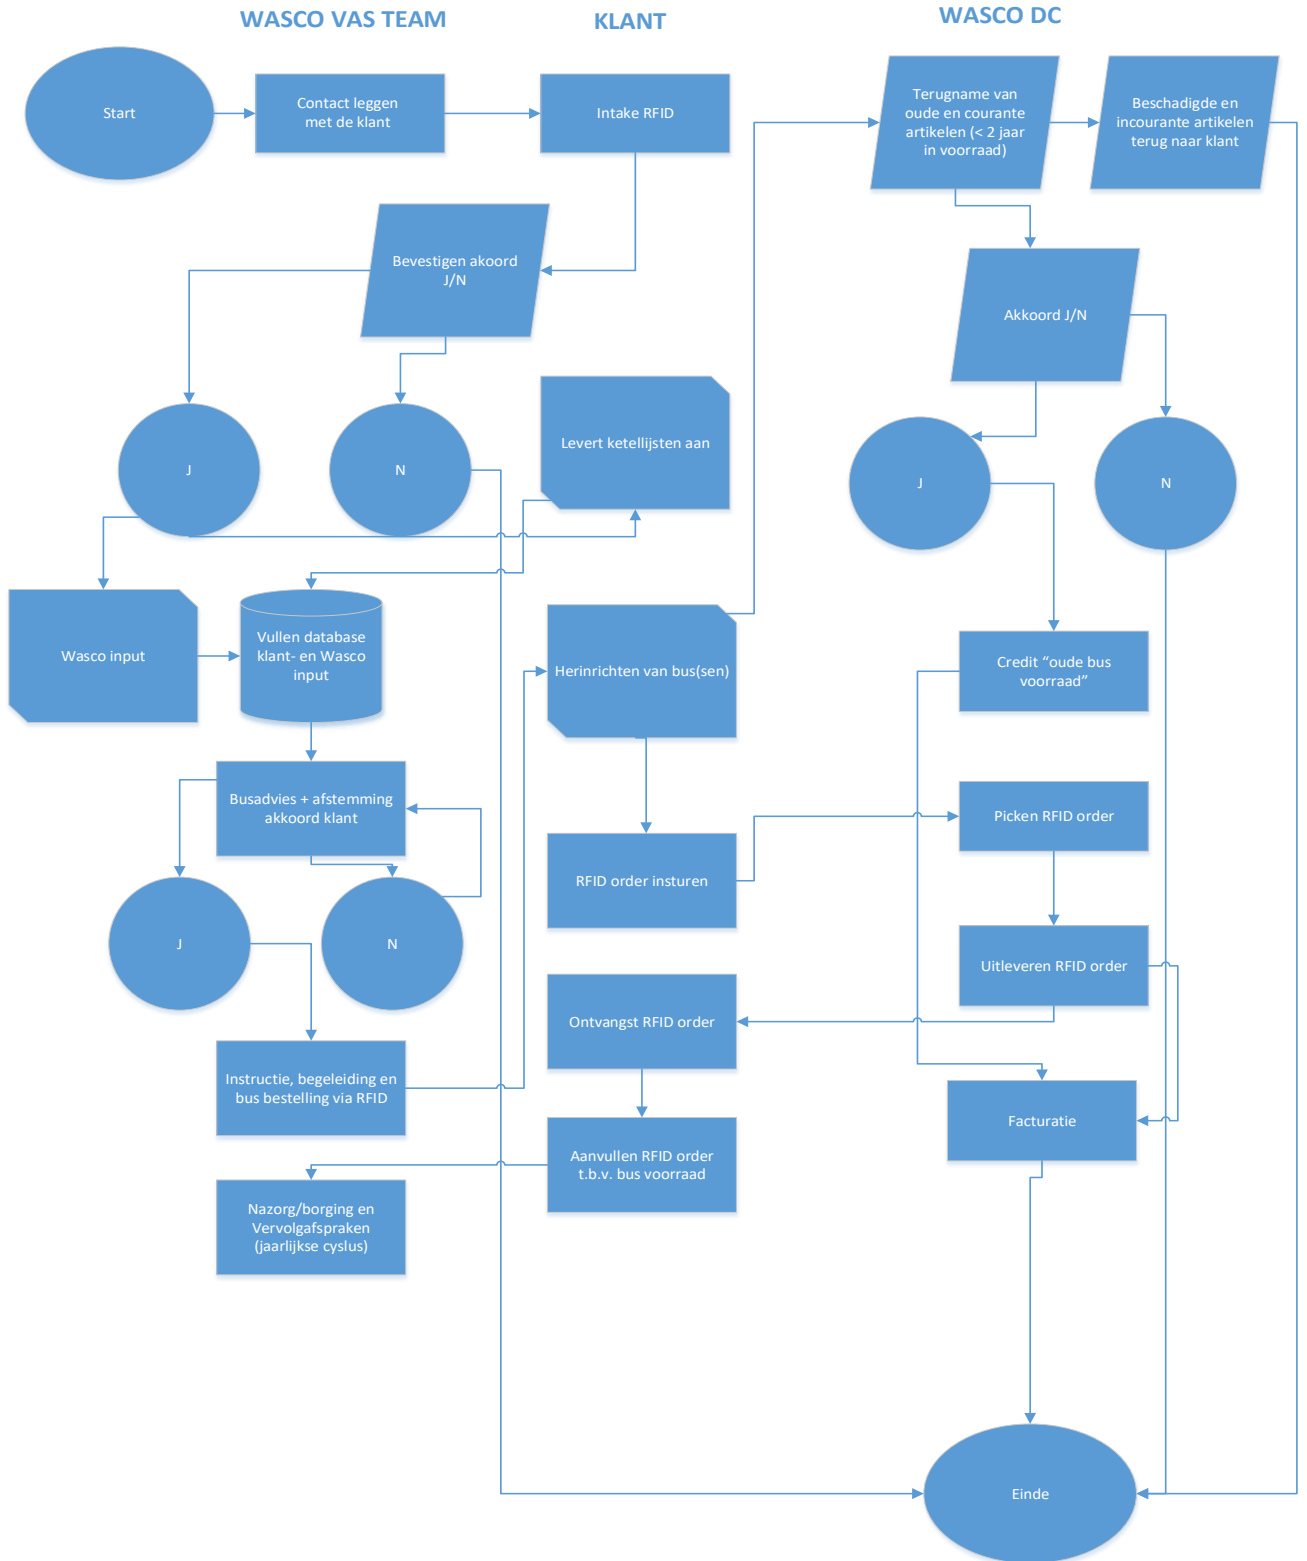 WASCO VAS TEAM
KLANT
WASCO DC
Start
Contact leggen
met de klant
Intake RFID
Terugname van
oude en courante
artikelen (< 2 jaar
in voorraad)
Beschadigde en
incourante artikelen
terug naar klant
Bevestigen akoord
J/N
Akkoord J/N
Levert ketellijsten aan
J
N
J
N
Wasco input
Vullen database
klant- en Wasco
input
Herinrichten van bus(sen)
Credit “oude bus
voorraad”
Busadvies + afstemming
akkoord klant
Picken RFID order
RFID order insturen
J
N
Uitleveren RFID order
Ontvangst RFID order
Instructie, begeleiding en
bus bestelling via RFID
Facturatie
Aanvullen RFID order
t.b.v. bus voorraad
Nazorg/borging en
Vervolgafspraken
(jaarlijkse cyslus)
Einde